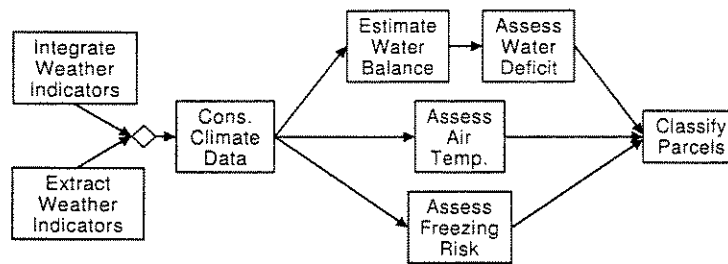 Integrate
Weather
Indicators
Extract
Weather
Indicators
Cons.
Climate
Data
Estimate
Water
Balance
Assess
Water
Deficit
Assess
Air
Temp.
Assess
Freezing
Risk
Classify
Parcels